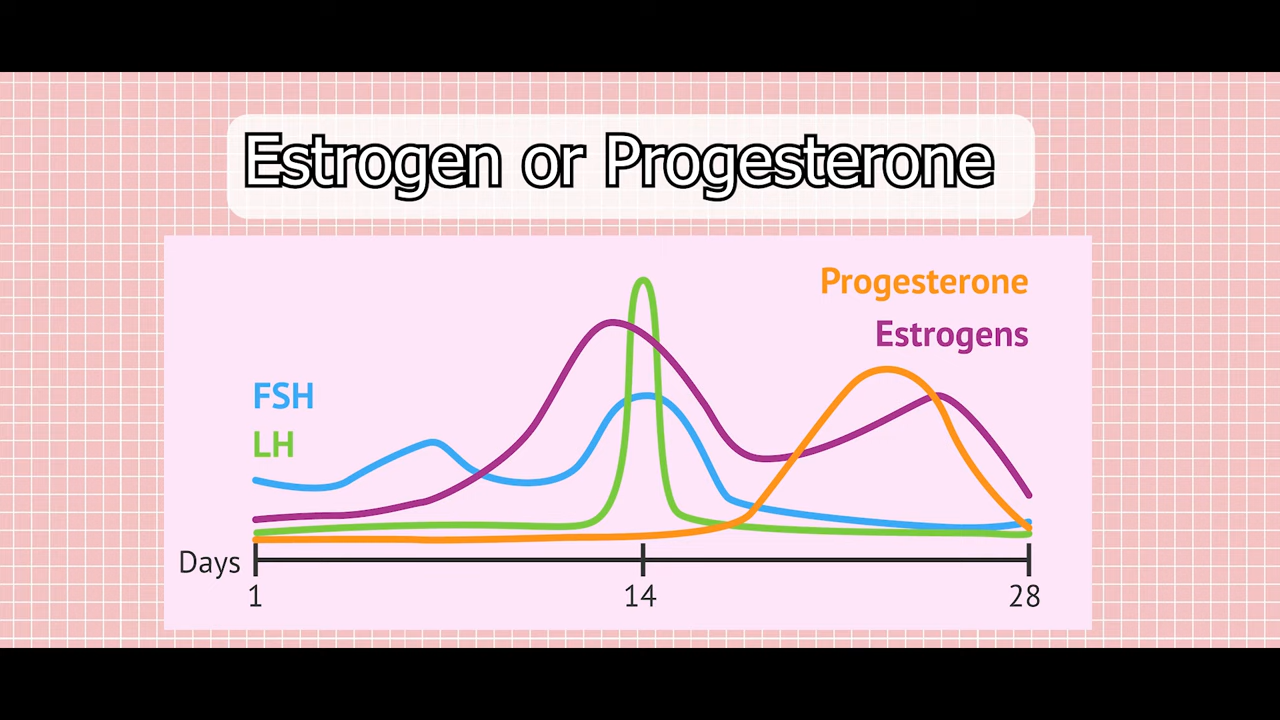 Estrogen or Progesterone
Progesterone
Estrogens
FSH
LH
Days
1
14
28